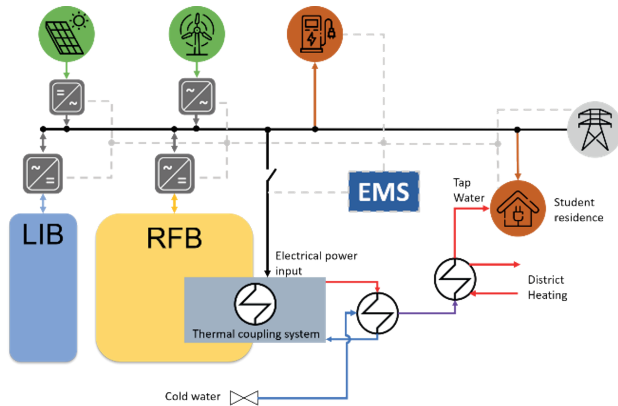 EMS
Tap
Water
Student
residence
LIB
RFB
Electrical power
input
District
Heating
Thermal coupling system
Cold water